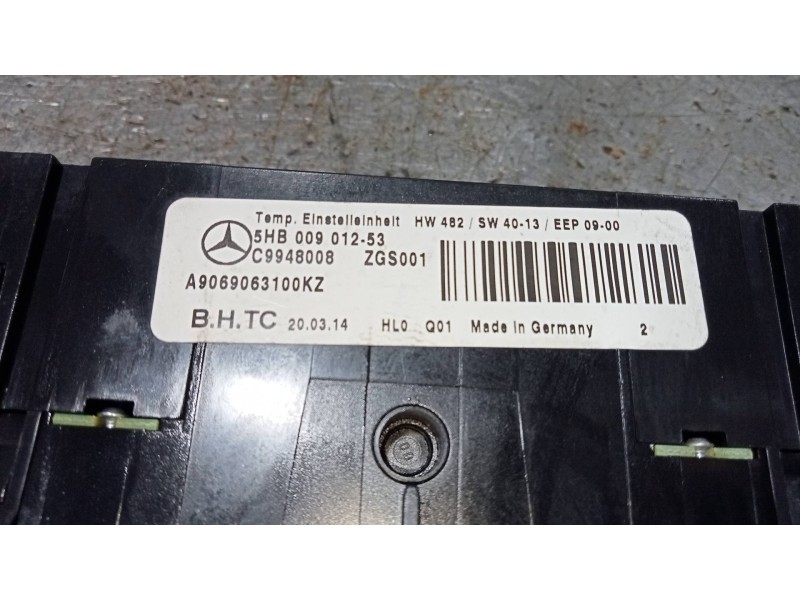 Temp. Einstelleinheit HW 482 / SW 40-13 / EEP 09-00
5HB 009 012-53
C9948008 ZGS001
A9069063100KZ
B.H.TC 20.03.14 HL0 Q01 Made in Germany 2